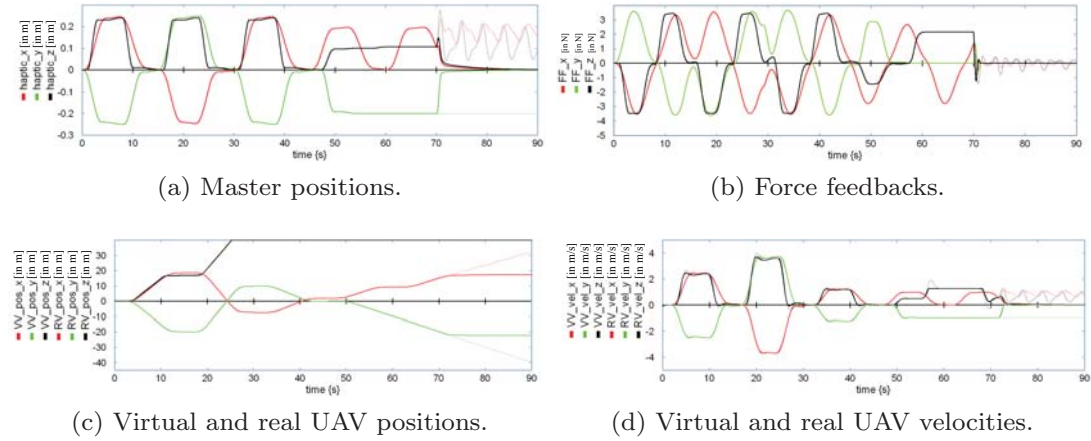 haptic_x [in m]
haptic_y [in m]
haptic_z [in m]
0.2
0.1
0
-0.1
-0.2
0.3
0 10 20 30 40 50 60 70 80 90
time {s}
(a) Master positions.
FF_x [in N]
FF_y [in N]
FF_z [in N]
3
2
1
0
-1
-2
-3
-4
-5
0 10 20 30 40 50 60 70 80 90
time {s}
(b) Force feedbacks.
VV_pos_x [in m]
VV_pos_y [in m]
VV_pos_z [in m]
RV_pos_x [in m]
RV_pos_y [in m]
RV_pos_z [in m]
30
20
10
0
-10
-20
-30
-40
0 10 20 30 40 50 60 70 80 90
time {s}
(c) Virtual and real UAV positions.
VV_vel_x [in m/s]
VV_vel_y [in m/s]
VV_vel_z [in m/s]
RV_vel_x [in m/s]
RV_vel_y [in m/s]
RV_vel_z [in m/s]
4
2
0
-2
-4
0 10 20 30 40 50 60 70 80 90
time {s}
(d) Virtual and real UAV velocities.